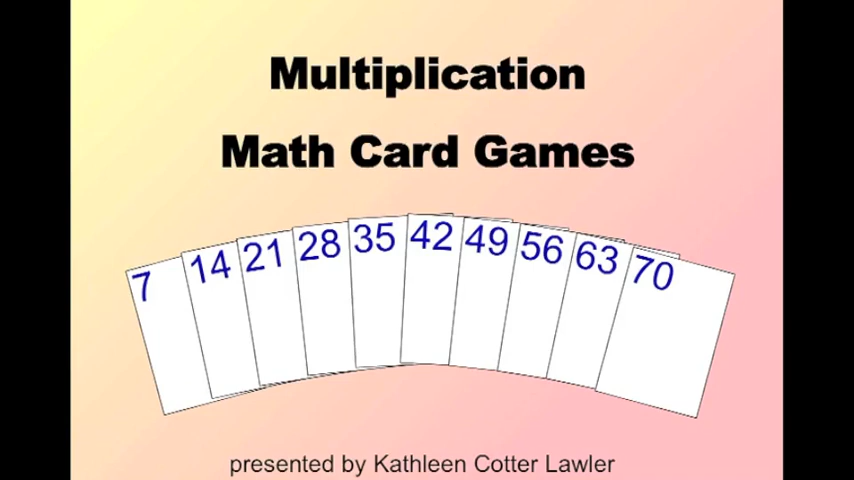 Multiplication
Math Card Games
7 14 21 28 35 42 49 56 63 70
presented by Kathleen Cotter Lawler